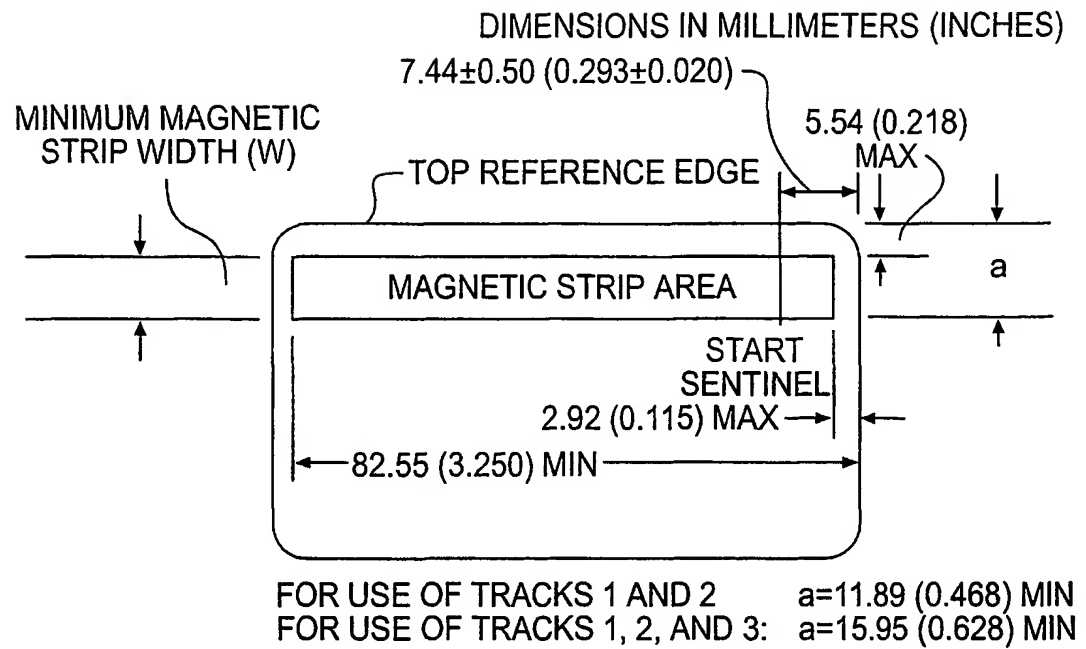 DIMENSIONS IN MILLIMETERS (INCHES)
7.44±0.50 (0.293±0.020)
MINIMUM MAGNETIC
STRIP WIDTH (W)
5.54 (0.218)
MAX
TOP REFERENCE EDGE
MAGNETIC STRIP AREA
a
START
SENTINEL
2.92 (0.115) MAX
82.55 (3.250) MIN
FOR USE OF TRACKS 1 AND 2 a=11.89 (0.468) MIN
FOR USE OF TRACKS 1, 2, AND 3: a=15.95 (0.628) MIN